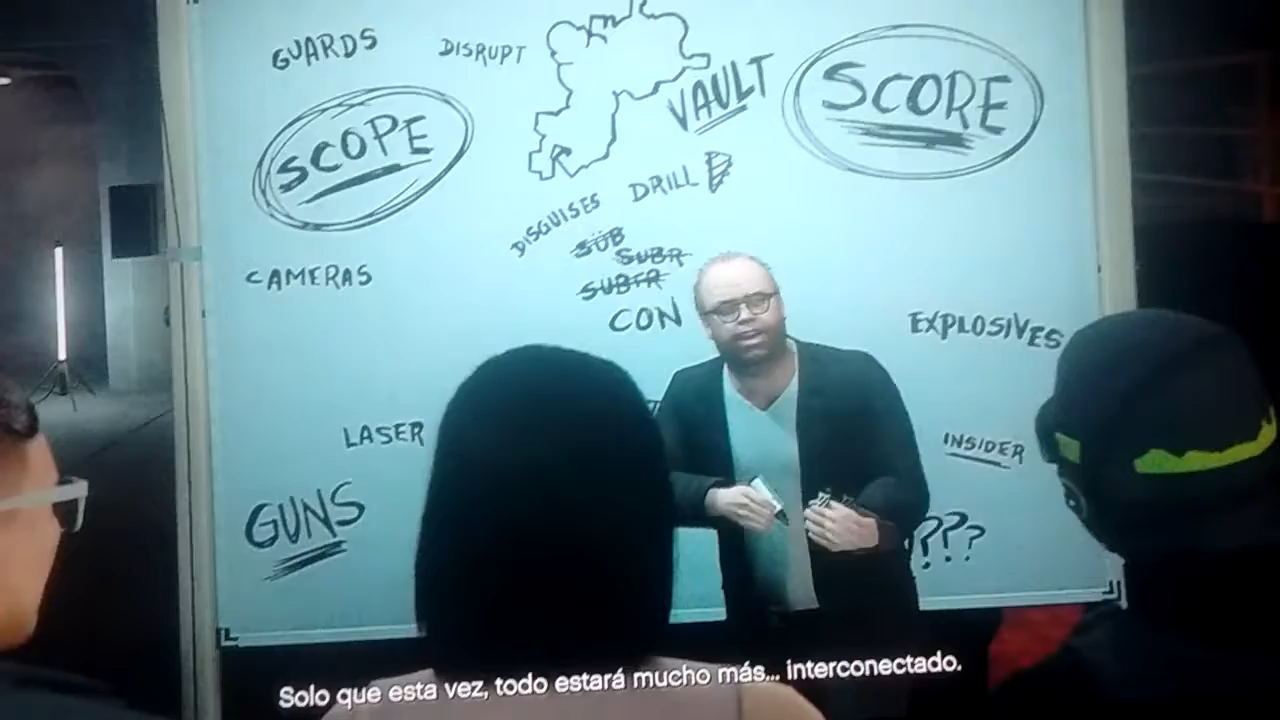 GUARDS
DISRUPT
SCOPE
VAULT
SCORE
DISGUISES
DRILL
SUB
SUBR
SUBTR
CON
CAMERAS
EXPLOSIVES
LASER
INSIDER
GUNS
???
Solo que esta vez, todo estará mucho más... interconectado.